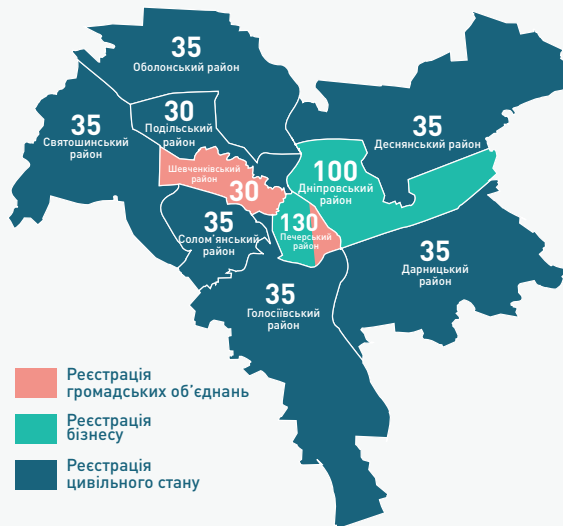 35
Оболонський район
30
Подільський
район
35
Святошинський
район
35
Деснянський район
Шевченківський
район
30
100
Дніпровський
район
35
Солом’янський
район
130
Печерський
район
35
Дарницький
район
35
Голосіївський
район
Реєстрація
громадських об’єднань
Реєстрація
бізнесу
Реєстрація
цивільного стану